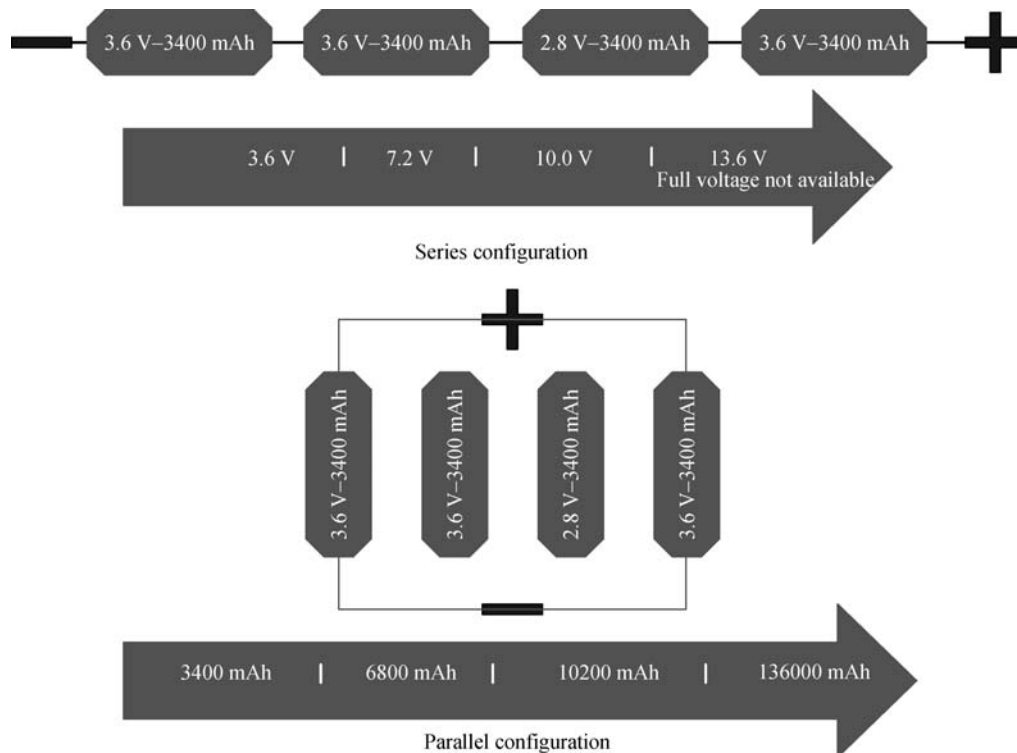 3.6 V–3400 mAh 3.6 V–3400 mAh 2.8 V–3400 mAh 3.6 V–3400 mAh
3.6 V | 7.2 V | 10.0 V | 13.6 V
Full voltage not available
Series configuration
3.6 V–3400 mAh
3.6 V–3400 mAh
2.8 V–3400 mAh
3.6 V–3400 mAh
3400 mAh | 6800 mAh | 10200 mAh | 136000 mAh
Parallel configuration